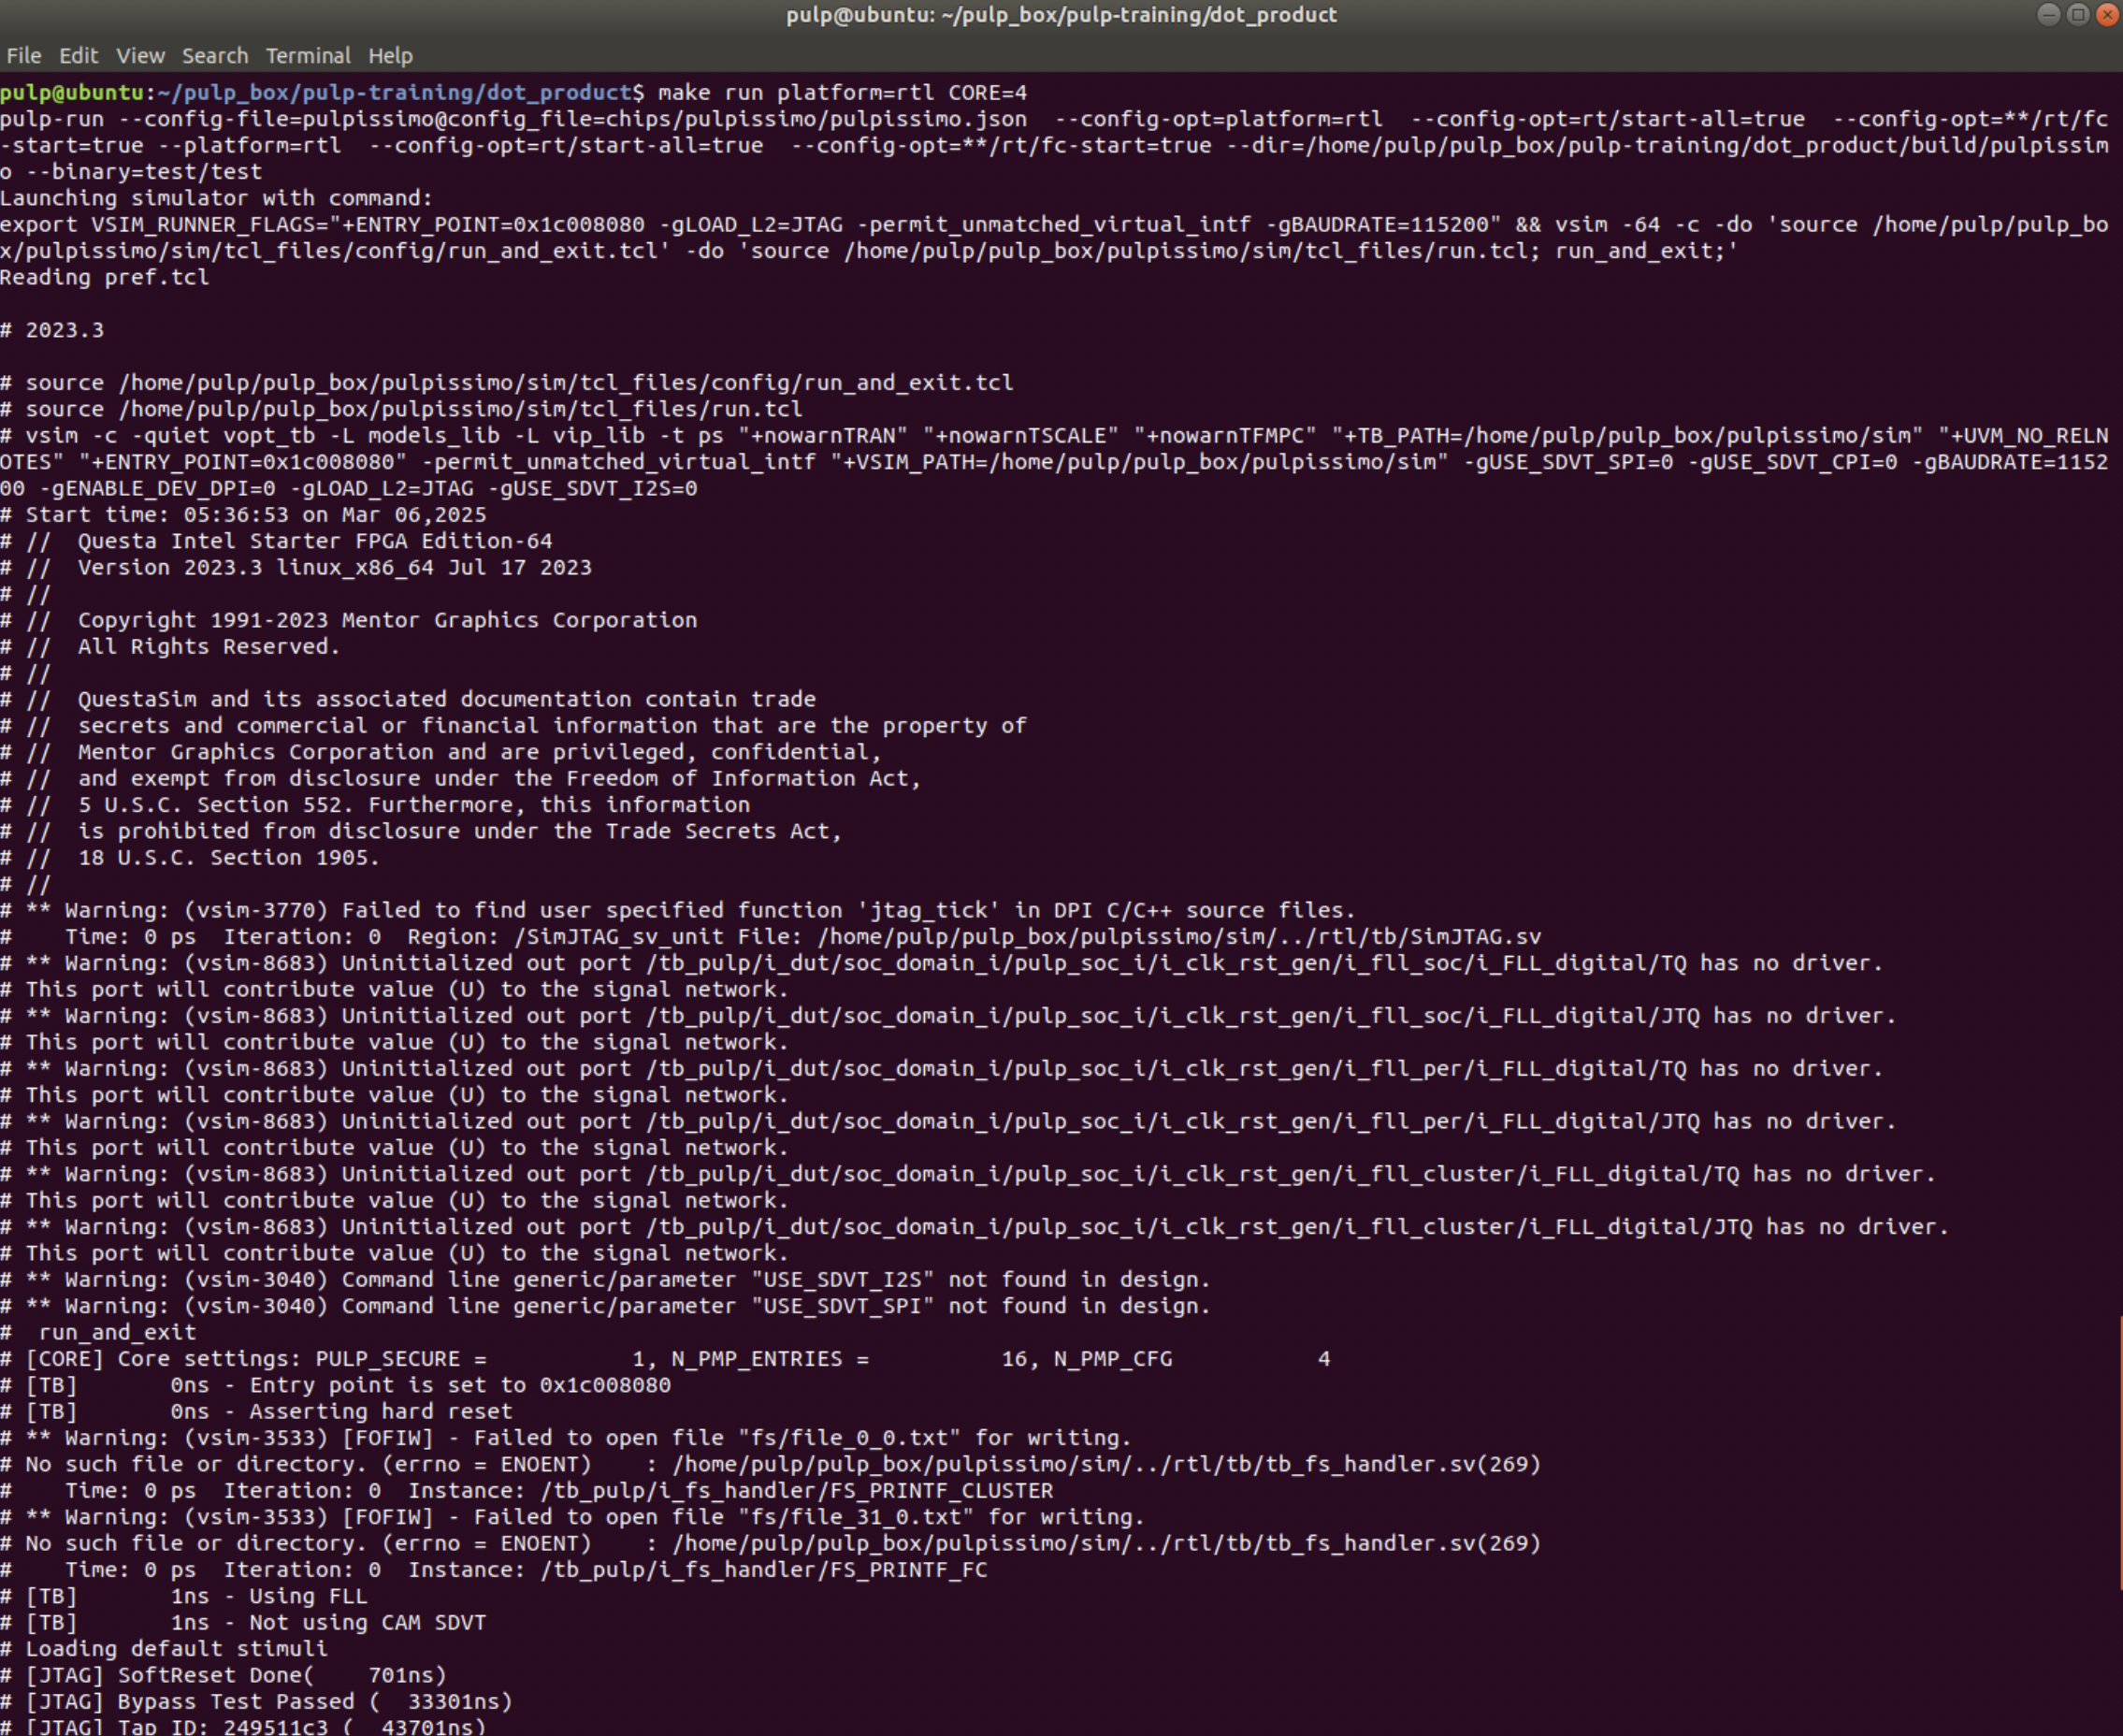 pulp@ubuntu: ~/pulp_box/pulp-training/dot_product
File Edit View Search Terminal Help
pulp@ubuntu:~/pulp_box/pulp-training/dot_product$ make run platform=rtl CORE=4
pulp-run --config-file=pulpissimo@config_file=chips/pulpissimo/pulpissimo.json  --config-opt=platform=rtl  --config-opt=rt/start-all=true  --config-opt=**/rt/fc
-start=true --platform=rtl  --config-opt=rt/start-all=true  --config-opt=**/rt/fc-start=true --dir=/home/pulp/pulp_box/pulp-training/dot_product/build/pulpissim
o --binary=test/test
Launching simulator with command:
export VSIM_RUNNER_FLAGS="+ENTRY_POINT=0x1c008080 -gLOAD_L2=JTAG -permit_unmatched_virtual_intf -gBAUDRATE=115200" && vsim -64 -c -do 'source /home/pulp/pulp_bo
x/pulpissimo/sim/tcl_files/config/run_and_exit.tcl' -do 'source /home/pulp/pulp_box/pulpissimo/sim/tcl_files/run.tcl; run_and_exit;'
Reading pref.tcl
# 2023.3
# source /home/pulp/pulp_box/pulpissimo/sim/tcl_files/config/run_and_exit.tcl
# source /home/pulp/pulp_box/pulpissimo/sim/tcl_files/run.tcl
# vsim -c -quiet vopt_tb -L models_lib -L vip_lib -t ps "+nowarnTRAN" "+nowarnTSCALE" "+nowarnTFMPC" "+TB_PATH=/home/pulp/pulp_box/pulpissimo/sim" "+UVM_NO_RELN
OTES" "+ENTRY_POINT=0x1c008080" -permit_unmatched_virtual_intf "+VSIM_PATH=/home/pulp/pulp_box/pulpissimo/sim" -gUSE_SDVT_SPI=0 -gUSE_SDVT_CPI=0 -gBAUDRATE=1152
00 -gENABLE_DEV_DPI=0 -gLOAD_L2=JTAG -gUSE_SDVT_I2S=0
# Start time: 05:36:53 on Mar 06,2025
# //  Questa Intel Starter FPGA Edition-64
# //  Version 2023.3 linux_x86_64 Jul 17 2023
# //
# //  Copyright 1991-2023 Mentor Graphics Corporation
# //  All Rights Reserved.
# //
# //  QuestaSim and its associated documentation contain trade
# //  secrets and commercial or financial information that are the property of
# //  Mentor Graphics Corporation and are privileged, confidential,
# //  and exempt from disclosure under the Freedom of Information Act,
# //  5 U.S.C. Section 552. Furthermore, this information
# //  is prohibited from disclosure under the Trade Secrets Act,
# //  18 U.S.C. Section 1905.
# //
# ** Warning: (vsim-3770) Failed to find user specified function 'jtag_tick' in DPI C/C++ source files.
#    Time: 0 ps  Iteration: 0  Region: /SimJTAG_sv_unit File: /home/pulp/pulp_box/pulpissimo/sim/../rtl/tb/SimJTAG.sv
# ** Warning: (vsim-8683) Uninitialized out port /tb_pulp/i_dut/soc_domain_i/pulp_soc_i/i_clk_rst_gen/i_fll_soc/i_FLL_digital/TQ has no driver.
# This port will contribute value (U) to the signal network.
# ** Warning: (vsim-8683) Uninitialized out port /tb_pulp/i_dut/soc_domain_i/pulp_soc_i/i_clk_rst_gen/i_fll_soc/i_FLL_digital/JTQ has no driver.
# This port will contribute value (U) to the signal network.
# ** Warning: (vsim-8683) Uninitialized out port /tb_pulp/i_dut/soc_domain_i/pulp_soc_i/i_clk_rst_gen/i_fll_per/i_FLL_digital/TQ has no driver.
# This port will contribute value (U) to the signal network.
# ** Warning: (vsim-8683) Uninitialized out port /tb_pulp/i_dut/soc_domain_i/pulp_soc_i/i_clk_rst_gen/i_fll_per/i_FLL_digital/JTQ has no driver.
# This port will contribute value (U) to the signal network.
# ** Warning: (vsim-8683) Uninitialized out port /tb_pulp/i_dut/soc_domain_i/pulp_soc_i/i_clk_rst_gen/i_fll_cluster/i_FLL_digital/TQ has no driver.
# This port will contribute value (U) to the signal network.
# ** Warning: (vsim-8683) Uninitialized out port /tb_pulp/i_dut/soc_domain_i/pulp_soc_i/i_clk_rst_gen/i_fll_cluster/i_FLL_digital/JTQ has no driver.
# This port will contribute value (U) to the signal network.
# ** Warning: (vsim-3040) Command line generic/parameter "USE_SDVT_I2S" not found in design.
# ** Warning: (vsim-3040) Command line generic/parameter "USE_SDVT_SPI" not found in design.
#  run_and_exit
# [CORE] Core settings: PULP_SECURE =           1, N_PMP_ENTRIES =          16, N_PMP_CFG           4
# [TB]       0ns - Entry point is set to 0x1c008080
# [TB]       0ns - Asserting hard reset
# ** Warning: (vsim-3533) [FOFIW] - Failed to open file "fs/file_0_0.txt" for writing.
# No such file or directory. (errno = ENOENT)    : /home/pulp/pulp_box/pulpissimo/sim/../rtl/tb/tb_fs_handler.sv(269)
#    Time: 0 ps  Iteration: 0  Instance: /tb_pulp/i_fs_handler/FS_PRINTF_CLUSTER
# ** Warning: (vsim-3533) [FOFIW] - Failed to open file "fs/file_31_0.txt" for writing.
# No such file or directory. (errno = ENOENT)    : /home/pulp/pulp_box/pulpissimo/sim/../rtl/tb/tb_fs_handler.sv(269)
#    Time: 0 ps  Iteration: 0  Instance: /tb_pulp/i_fs_handler/FS_PRINTF_FC
# [TB]       1ns - Using FLL
# [TB]       1ns - Not using CAM SDVT
# Loading default stimuli
# [JTAG] SoftReset Done(    701ns)
# [JTAG] Bypass Test Passed (  33301ns)
# [JTAG] Tap ID: 249511c3 (  43701ns)